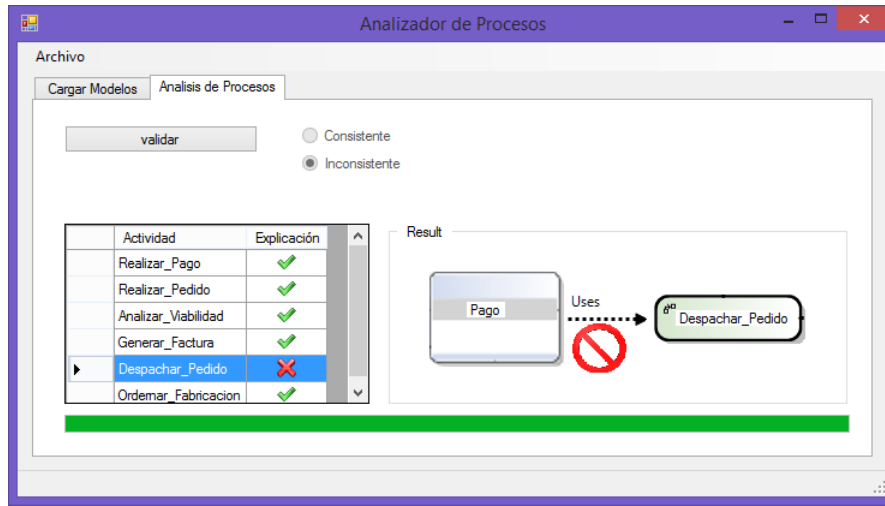 Analizador de Procesos
Archivo
Cargar Modelos Analisis de Procesos
validar
Consistente
Inconsistente
Actividad Explicación
Realizar_Pago
Realizar_Pedido
Analizar_Viabilidad
Generar_Factura
Despachar_Pedido
Ordemar_Fabricacion
Result
Pago
Uses
Despachar_Pedido